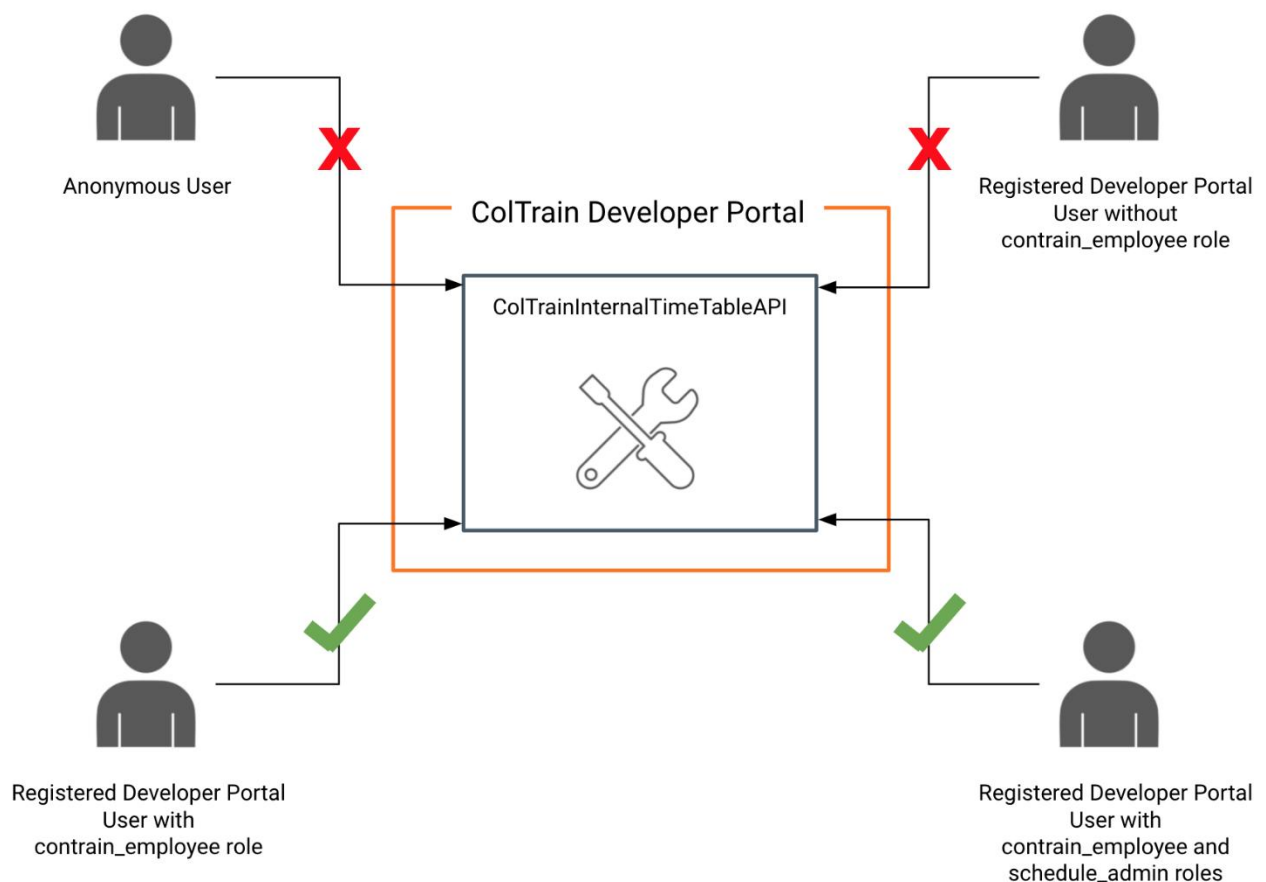 Anonymous User
Registered Developer Portal
User without
contrain_employee role
ColTrain Developer Portal
ColTrainInternalTimeTableAPI
Registered Developer Portal
User with
contrain_employee role
Registered Developer Portal
User with
contrain_employee and
schedule_admin roles